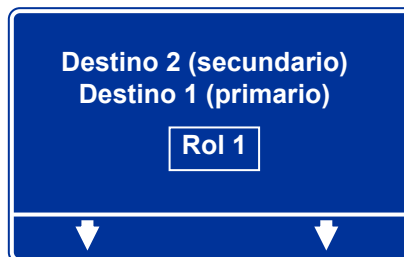 Destino 2 (secundario)
Destino 1 (primario)
Rol 1